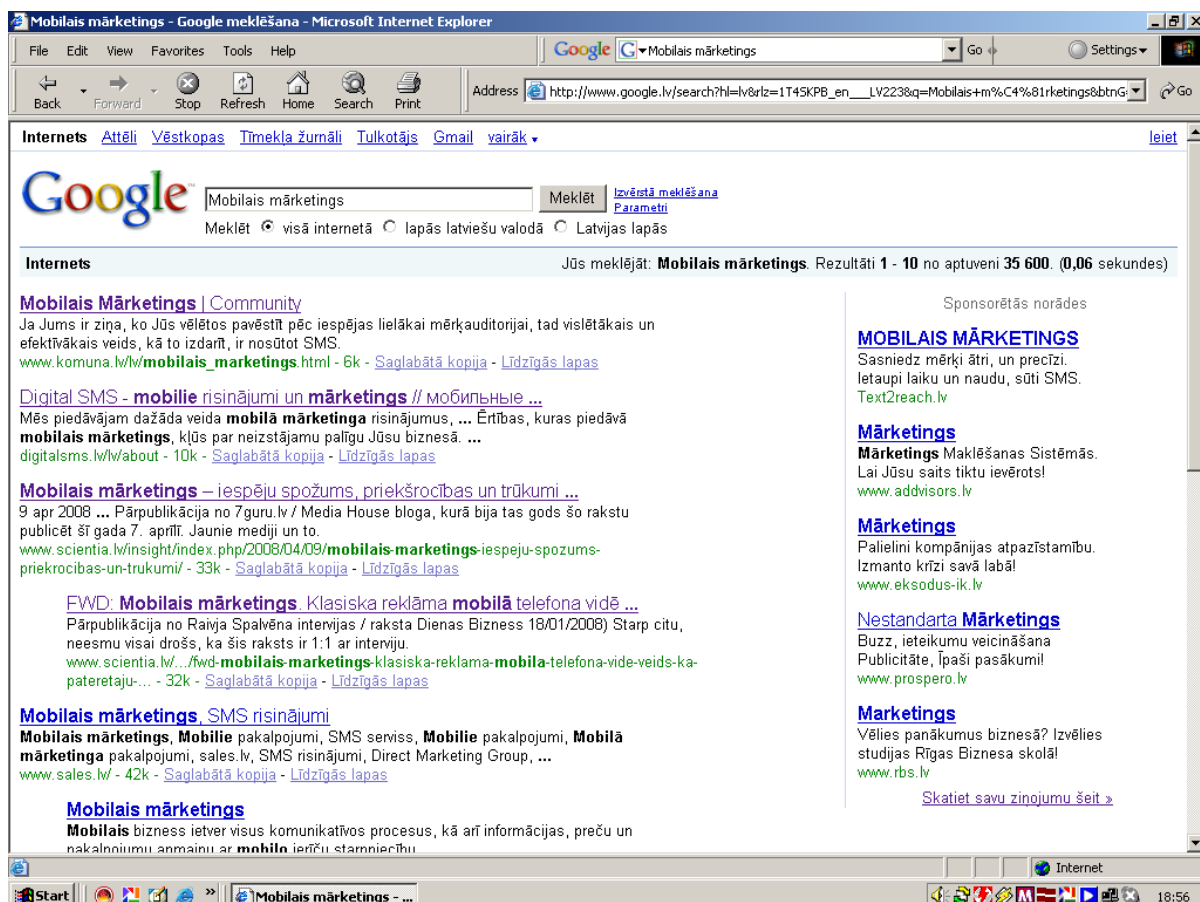 Mobilais mārketings - Google meklēšana - Microsoft Internet Explorer
File Edit View Favorites Tools Help
Google G Mobilais mārketings Go Settings
Back Forward Stop Refresh Home Search Print
Address http://www.google.lv/search?hl=lv&rlz=1T4SKPB_en___LV223&q=Mobilais+m%C4%81rketings&btnG Go
Internets Attēli Vēstkopas Tīmekļa žurnāli Tulkotājs Gmail vairāk Ieiet
Google™ Mobilais mārketings Meklēt Izvērstā meklēšana
Parametri
Meklēt visā internetā lapās latviešu valodā Latvijas lapās
Internets Jūs meklējāt: Mobilais mārketings. Rezultāti 1 - 10 no aptuveni 35 600. (0,06 sekundes)
Mobilais Mārketings | Community
Ja Jums ir ziņa, ko Jūs vēlētos pavēstīt pēc iespējas lielākai mērķauditorijai, tad vislētākais un
efektīvākais veids, kā to izdarīt, ir nosūtot SMS.
www.komuna.lv/lv/mobilais_marketings.html - 6k - Saglabātā kopija - Līdzīgās lapas
Digital SMS - mobilie risinājumi un mārketings // мобильные ...
Mēs piedāvājam dažāda veida mobilā mārketinga risinājumus, ... Ērtības, kuras piedāvā
mobilais mārketings, kļūs par neizstājamu palīgu Jūsu biznesā. ...
digitalsms.lv/lv/about - 10k - Saglabātā kopija - Līdzīgās lapas
Mobilais mārketings – iespēju spožums, priekšrocības un trūkumi ...
9 apr 2008 ... Pārpublikācija no 7guru.lv / Media House bloga, kurā bija tas gods šo rakstu
publicēt šī gada 7. aprīlī. Jaunie mediji un to.
www.scientia.lv/insight/index.php/2008/04/09/mobilais-marketings-iespeju-spozums-
priekrocibas-un-trukumi/ - 33k - Saglabātā kopija - Līdzīgās lapas
FWD: Mobilais mārketings. Klasiska reklāma mobilā telefona vidē ...
Pārpublikācija no Raivja Spalvēna intervijas / raksta Dienas Bizness 18/01/2008) Starp citu,
neesmu visai drošs, ka šis raksts ir 1:1 ar interviju.
www.scientia.lv/.../fwd-mobilais-marketings-klasiska-reklama-mobila-telefona-vide-veids-ka-
pateretaju-... - 32k - Saglabātā kopija - Līdzīgās lapas
Mobilais mārketings, SMS risinājumi
Mobilais mārketings, Mobilie pakalpojumi, SMS serviss, Mobilie pakalpojumi, Mobilā
mārketinga pakalpojumi, sales.lv, SMS risinājumi, Direct Marketing Group, ...
www.sales.lv/ - 42k - Saglabātā kopija - Līdzīgās lapas
Mobilais mārketings
Mobilais bizness ietver visus komunikatīvos procesus, kā arī informācijas, preču un
pakalpojumu apmaiņu ar mobilo ierīču starpniecību
Sponsorētās norādes
MOBILAIS MĀRKETINGS
Sasniedz mērķi ātri, un precīzi.
Ietaupi laiku un naudu, sūti SMS.
Text2reach.lv
Mārketings
Mārketings Maklēšanas Sistēmās.
Lai Jūsu saits tiktu ievērots!
www.addvisors.lv
Mārketings
Palielini kompānijas atpazīstamību.
Izmanto krīzi savā labā!
www.eksodus-ik.lv
Nestandarta Mārketings
Buzz, ieteikumu veicināšana
Publicitāte, Īpaši pasākumi!
www.prospero.lv
Marketings
Vēlies panākumus biznesā? Izvēlies
studijas Rīgas Biznesa skolā!
www.rbs.lv
Skatiet savu ziņojumu šeit »
Internet
Start » Mobilais mārketings - ... 18:56